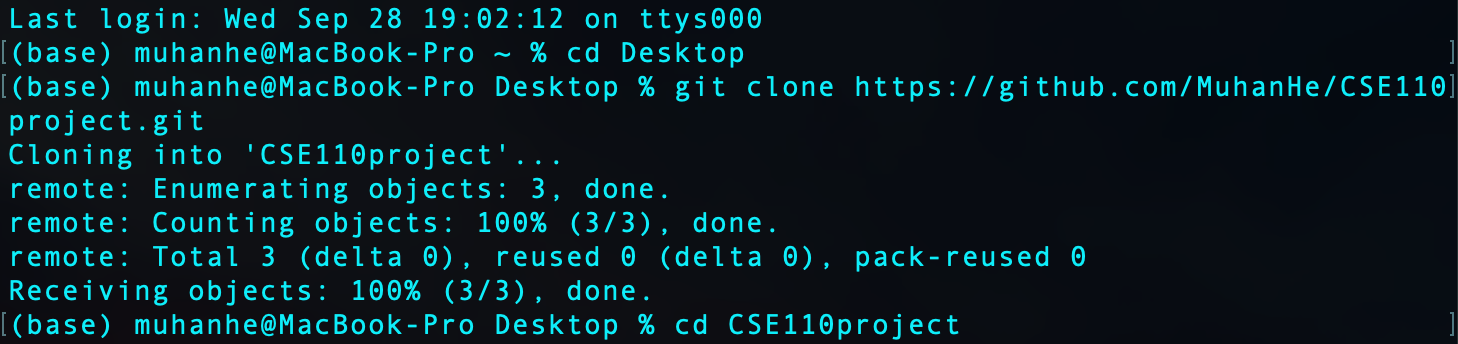 Last login: Wed Sep 28 19:02:12 on ttys000
[(base) muhanhe@MacBook-Pro ~ % cd Desktop ]
[(base) muhanhe@MacBook-Pro Desktop % git clone https://github.com/MuhanHe/CSE110]
project.git
Cloning into 'CSE110project'...
remote: Enumerating objects: 3, done.
remote: Counting objects: 100% (3/3), done.
remote: Total 3 (delta 0), reused 0 (delta 0), pack-reused 0
Receiving objects: 100% (3/3), done.
[(base) muhanhe@MacBook-Pro Desktop % cd CSE110project ]